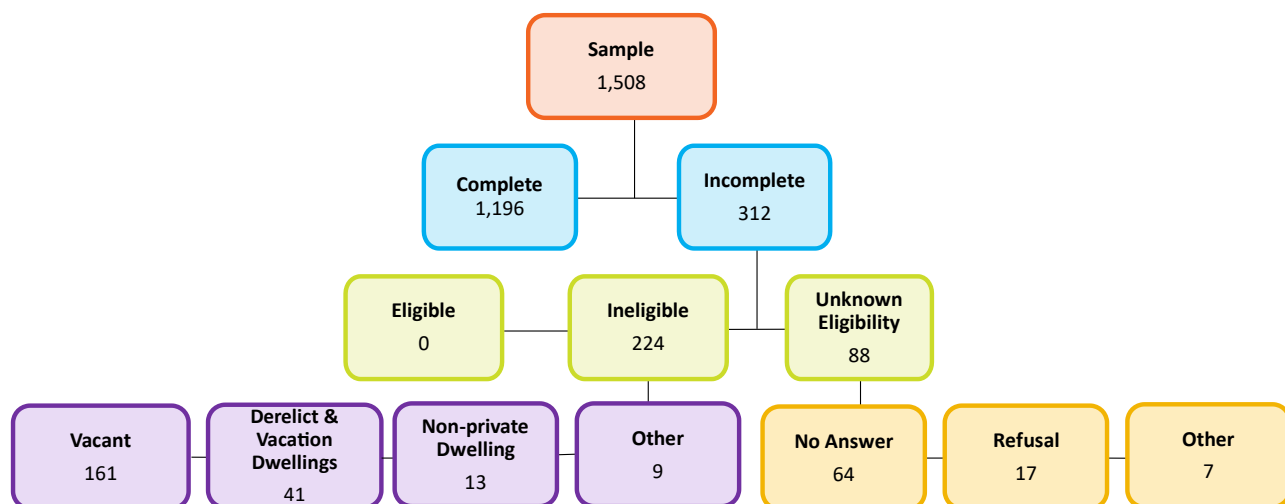 Sample
1,508
Complete
1,196
Incomplete
312
Eligible
0
Ineligible
224
Unknown
Eligibility
88
Vacant
161
Derelict &
Vacation
Dwellings
41
Non-private
Dwelling
13
Other
9
No Answer
64
Refusal
17
Other
7